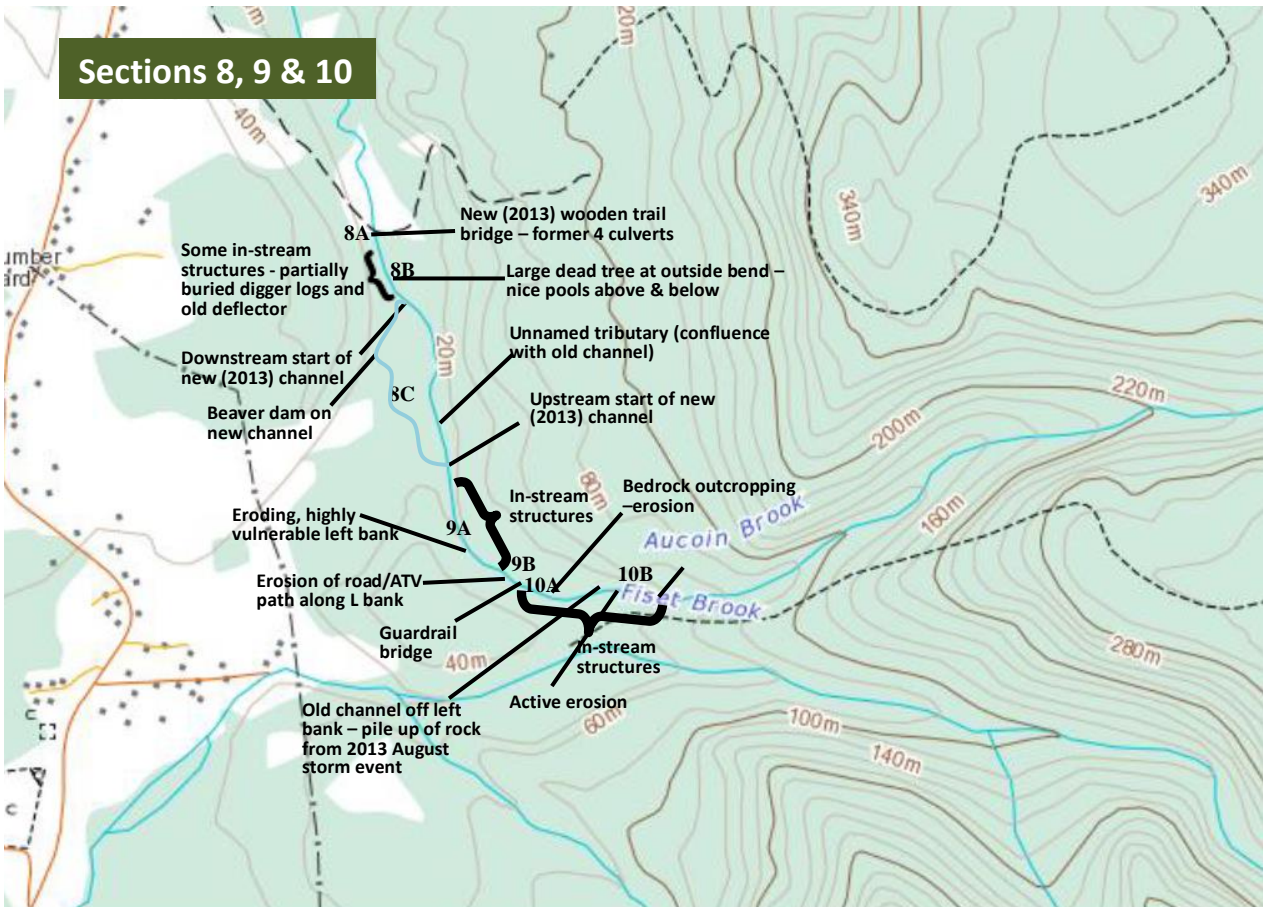 Sections 8, 9 & 10
m
20m
40m
340m
340m
8A
New (2013) wooden trail
bridge – former 4 culverts
Some in-stream
structures - partially
buried digger logs and
old deflector
8B
Large dead tree at outside bend –
nice pools above & below
umber
ard
Unnamed tributary (confluence
with old channel)
20m
Downstream start of
new (2013) channel
8C
Beaver dam on
new channel
Upstream start of new
(2013) channel
220m
200m
80m
160m
In-stream
structures
Bedrock outcropping
–erosion
Eroding, highly
vulnerable left bank
9A
Aucoin Brook
9B
10A
10B
Fiset Brook
Erosion of road/ATV
path along L bank
Guardrail
bridge
40m
In-stream
structures
280m
Old channel off left
bank – pile up of rock
from 2013 August
storm event
Active erosion
60m
100m
140m
c
c